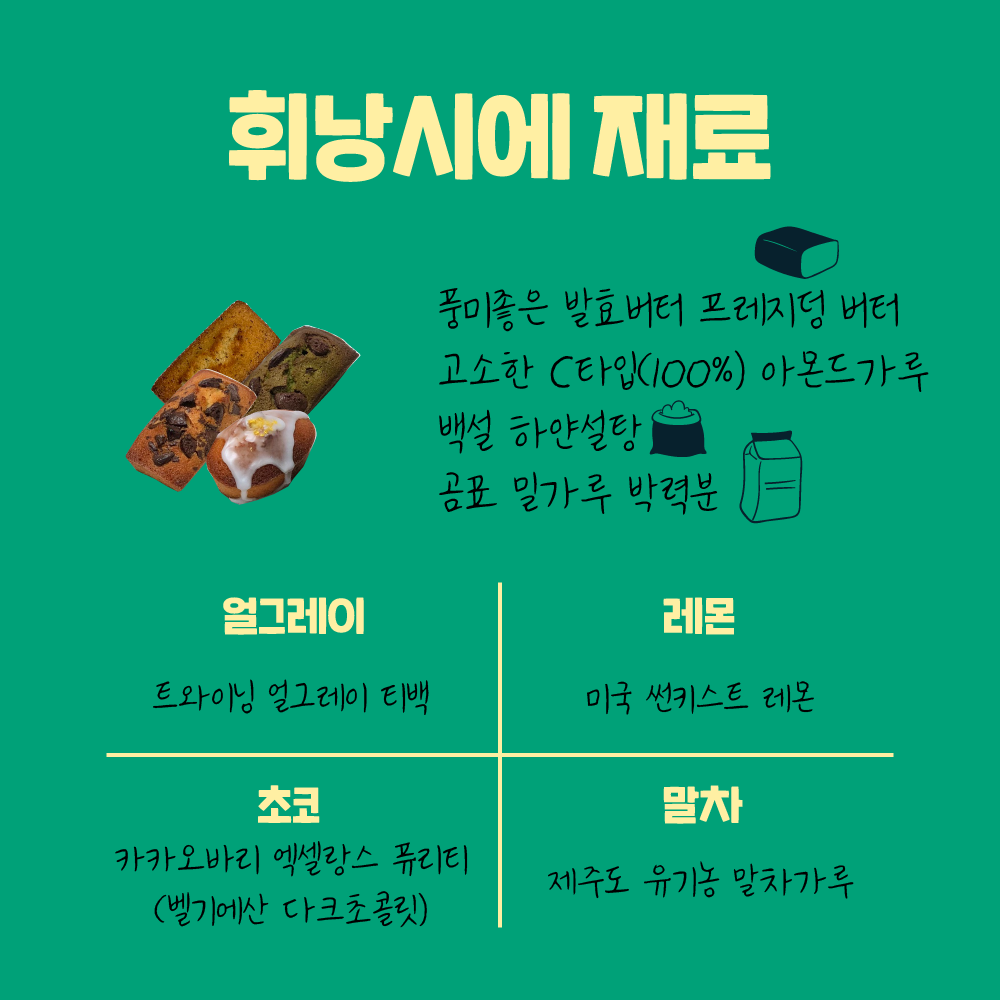 휘낭시에 재료
풍미좋은 발효버터 프레지덩 버터
고소한 C타입(100%) 아몬드가루
백설 하얀설탕
곰표 밀가루 박력분
얼그레이
트와이닝 얼그레이 티백
레몬
미국 썬키스트 레몬
초코
카카오바리 엑셀랑스 퓨리티
(벨기에산 다크초콜릿)
말차
제주도 유기농 말차가루